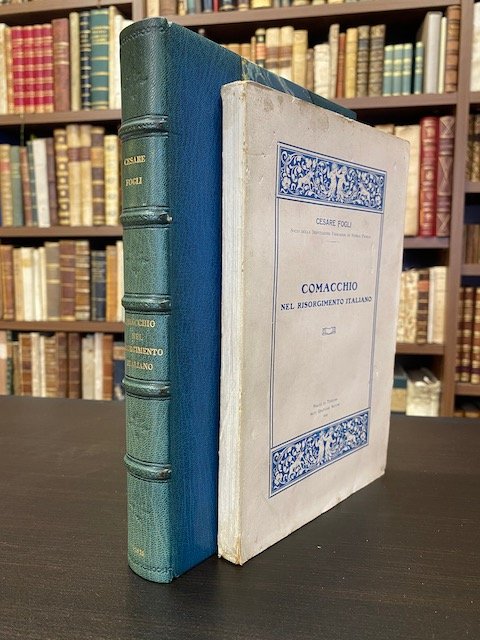 CESARE
FOGLI
COMACCHIO
NEL
RISORGIMENTO
ITALIANO
CESARE FOGLI
COMACCHIO
NEL RISORGIMENTO ITALIANO